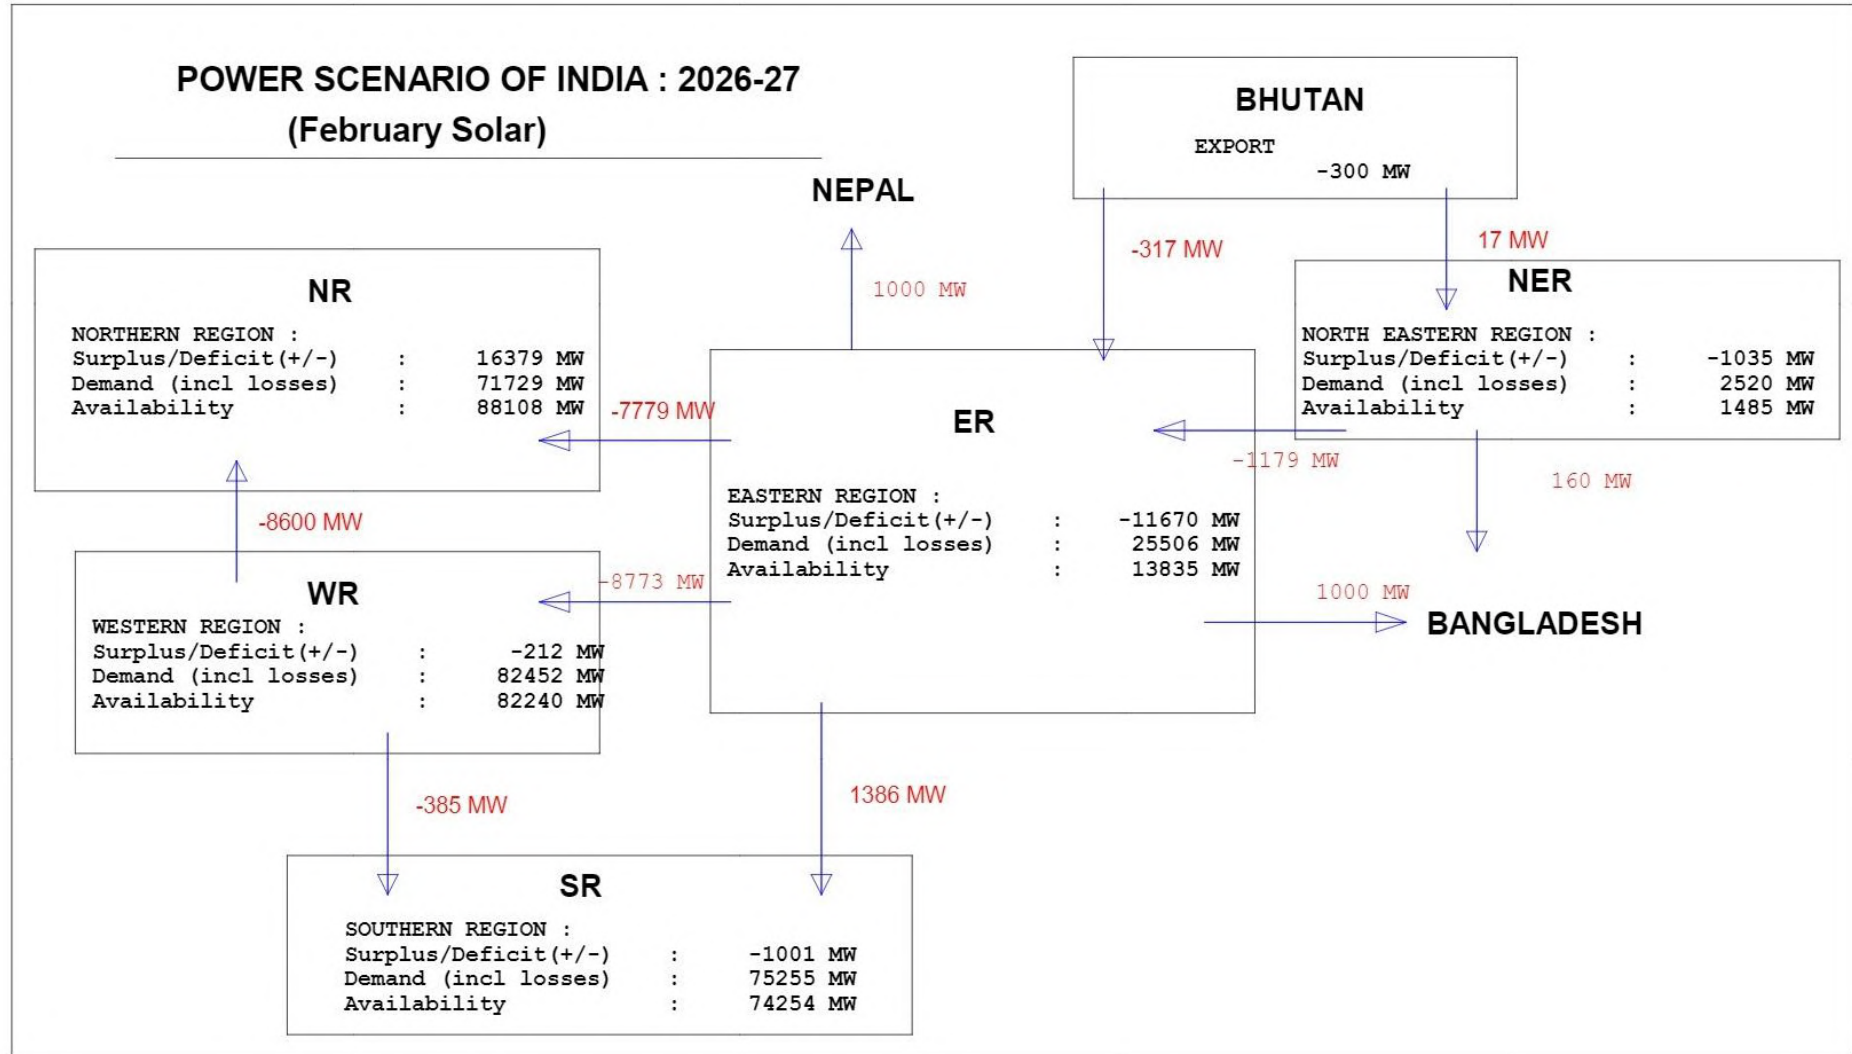 POWER SCENARIO OF INDIA : 2026-27
(February Solar)
BHUTAN
EXPORT
-300 MW
NEPAL
1000 MW
-317 MW
17 MW
NR
NORTHERN REGION :
Surplus/Deficit(+/-) : 16379 MW
Demand (incl losses) : 71729 MW
Availability : 88108 MW
-7779 MW
NER
NORTH EASTERN REGION :
Surplus/Deficit(+/-) : -1035 MW
Demand (incl losses) : 2520 MW
Availability : 1485 MW
-1179 MW
160 MW
ER
EASTERN REGION :
Surplus/Deficit(+/-) : -11670 MW
Demand (incl losses) : 25506 MW
Availability : 13835 MW
-8600 MW
-8773 MW
1000 MW
BANGLADESH
WR
WESTERN REGION :
Surplus/Deficit(+/-) : -212 MW
Demand (incl losses) : 82452 MW
Availability : 82240 MW
-385 MW
1386 MW
SR
SOUTHERN REGION :
Surplus/Deficit(+/-) : -1001 MW
Demand (incl losses) : 75255 MW
Availability : 74254 MW